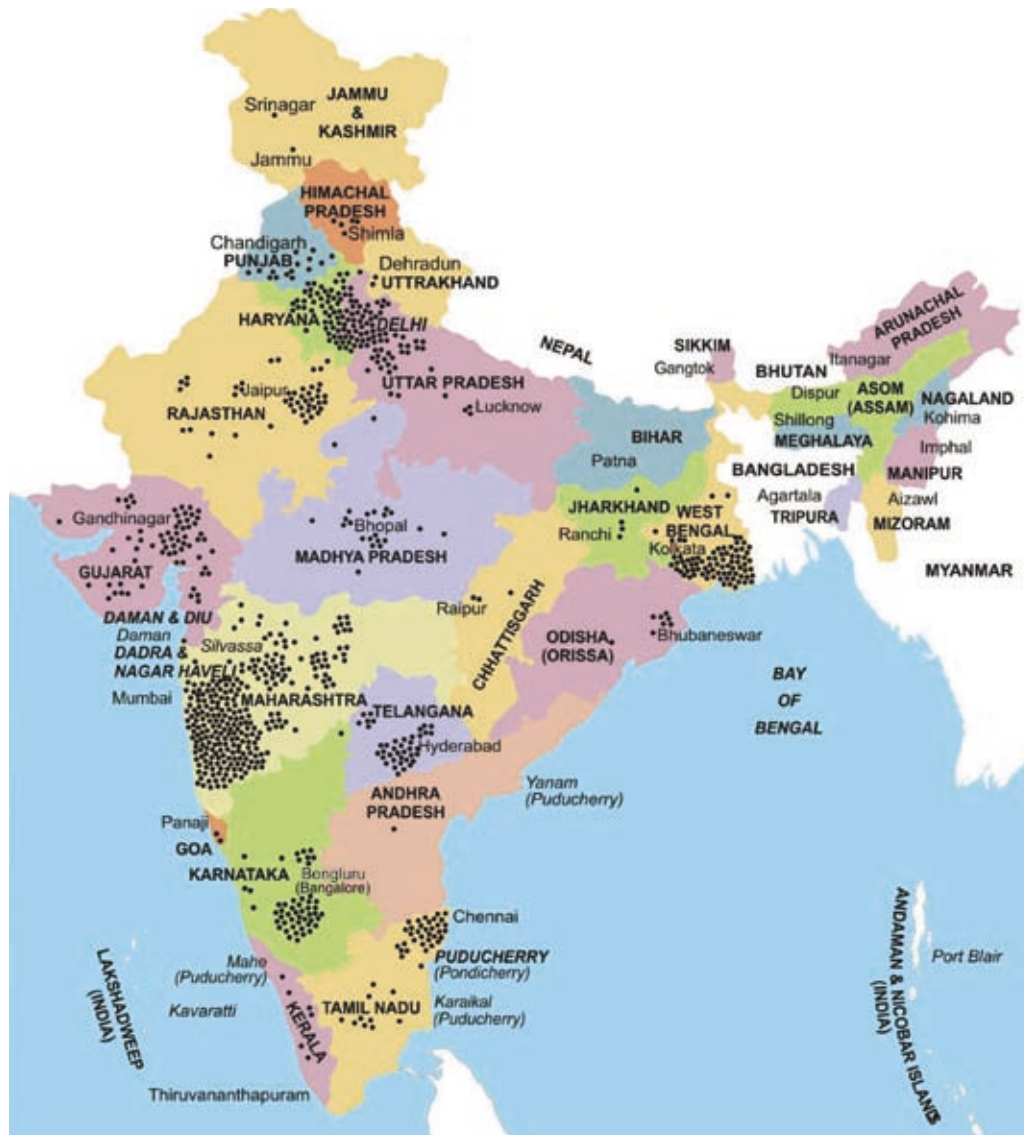 Srinagar
JAMMU
&
KASHMIR
Jammu
HIMACHAL
PRADESH
Shimla
Chandigarh
PUNJAB
Dehradun
UTTRAKHAND
HARYANA
DELHI
NEPAL
SIKKIM
Gangtok
BHUTAN
ARUNACHAL
PRADESH
Itanagar
Dispur
ASOM
(ASSAM)
NAGALAND
Kohima
Shillong
MEGHALAYA
Imphal
MANIPUR
Jaipur
RAJASTHAN
UTTAR PRADESH
Lucknow
BIHAR
Patna
BANGLADESH
Agartala
TRIPURA
Aizawl
MIZORAM
MYANMAR
Gandhinagar
GUJARAT
Bhopal
MADHYA PRADESH
JHARKHAND
Ranchi
WEST
BENGAL
Kolkata
Raipur
CHHATTISGARH
ODISHA
(ORISSA)
Bhubaneswar
DAMAN & DIU
Daman
DADRA &
NAGAR HAVELI
Silvassa
Mumbai
MAHARASHTRA
TELANGANA
Hyderabad
BAY
OF
BENGAL
ANDHRA
PRADESH
Yanam
(Puducherry)
Panaji
GOA
KARNATAKA
Bengluru
(Bangalore)
Chennai
PUDUCHERRY
(Pondicherry)
Mahe
(Puducherry)
Kavaratti
LAKSHADWEEP
(INDIA)
TAMIL NADU
Karaikal
(Puducherry)
KERALA
Thiruvananthapuram
ANDAMAN & NICOBAR ISLANDS
(INDIA)
Port Blair